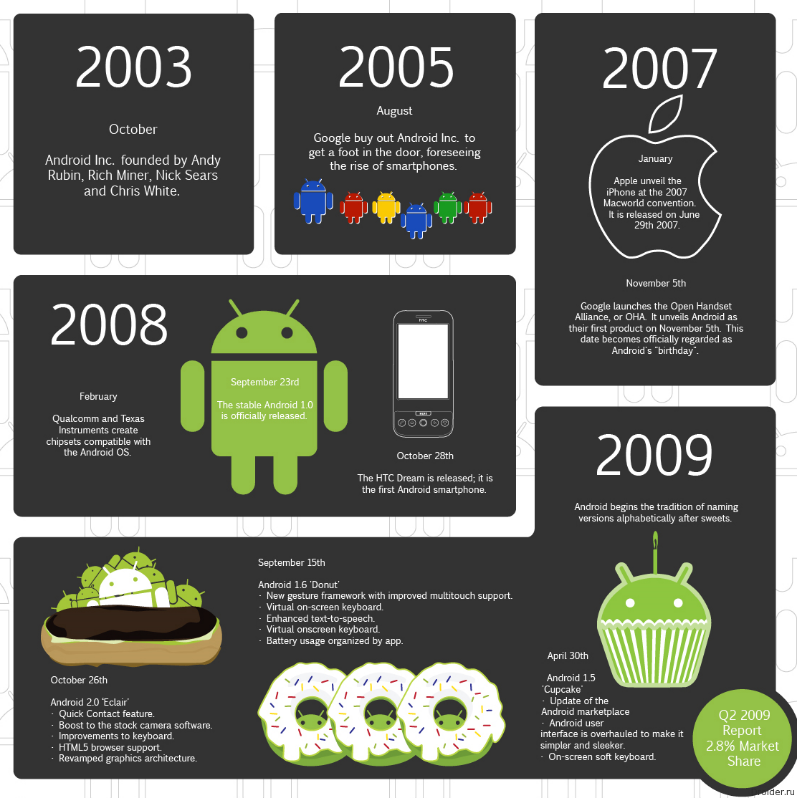 2003
October
Android Inc. founded by Andy
Rubin, Rich Miner, Nick Sears
and Chris White.
2005
August
Google buy out Android Inc. to
get a foot in the door, foreseeing
the rise of smartphones.
2007
January
Apple unveil the
iPhone at the 2007
Macworld convention.
It is released on June
29th 2007.
November 5th
Google launches the Open Handset
Alliance, or OHA. It unveils Android as
their first product on November 5th. This
date becomes officially regarded as
Android's "birthday".
2008
February
Qualcomm and Texas
Instruments create
chipsets compatible with
the Android OS.
September 23rd
The stable Android 1.0
is officially released.
HTC
October 28th
The HTC Dream is released; it is
the first Android smartphone.
2009
Android begins the tradition of naming
versions alphabetically after sweets.
April 30th
Android 1.5
'Cupcake'
· Update of the
Android marketplace
· Android user
interface is overhauled to make it
simpler and sleeker.
· On-screen soft keyboard.
September 15th
Android 1.6 'Donut'
· New gesture framework with improved multitouch support.
· Virtual on-screen keyboard.
· Enhanced text-to-speech.
· Virtual onscreen keyboard.
· Battery usage organized by app.
October 26th
Android 2.0 'Eclair'
· Quick Contact feature.
· Boost to the stock camera software.
· Improvements to keyboard.
· HTML5 browser support.
· Revamped graphics architecture.
Q2 2009
Report
2.8% Market
Share